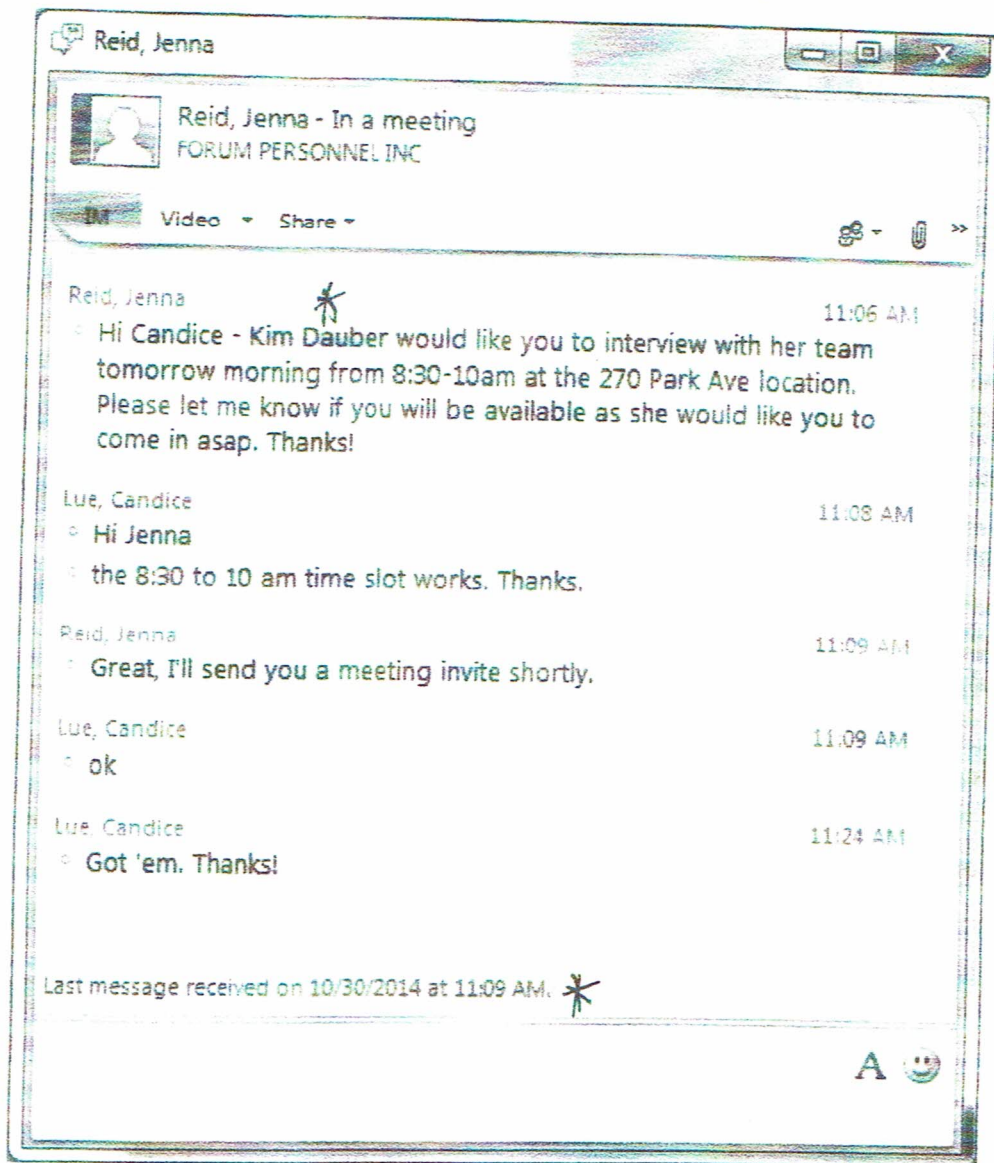 Reid, Jenna
Reid, Jenna - In a meeting
FORUM PERSONNEL INC
IM Video Share
Reid, Jenna 11:06 AM
Hi Candice - Kim Dauber would like you to interview with her team
tomorrow morning from 8:30-10am at the 270 Park Ave location.
Please let me know if you will be available as she would like you to
come in asap. Thanks!
Lue, Candice 11:08 AM
Hi Jenna
the 8:30 to 10 am time slot works. Thanks.
Reid, Jenna 11:09 AM
Great, I'll send you a meeting invite shortly.
Lue, Candice 11:09 AM
ok
Lue, Candice 11:24 AM
Got 'em. Thanks!
Last message received on 10/30/2014 at 11:09 AM.
A